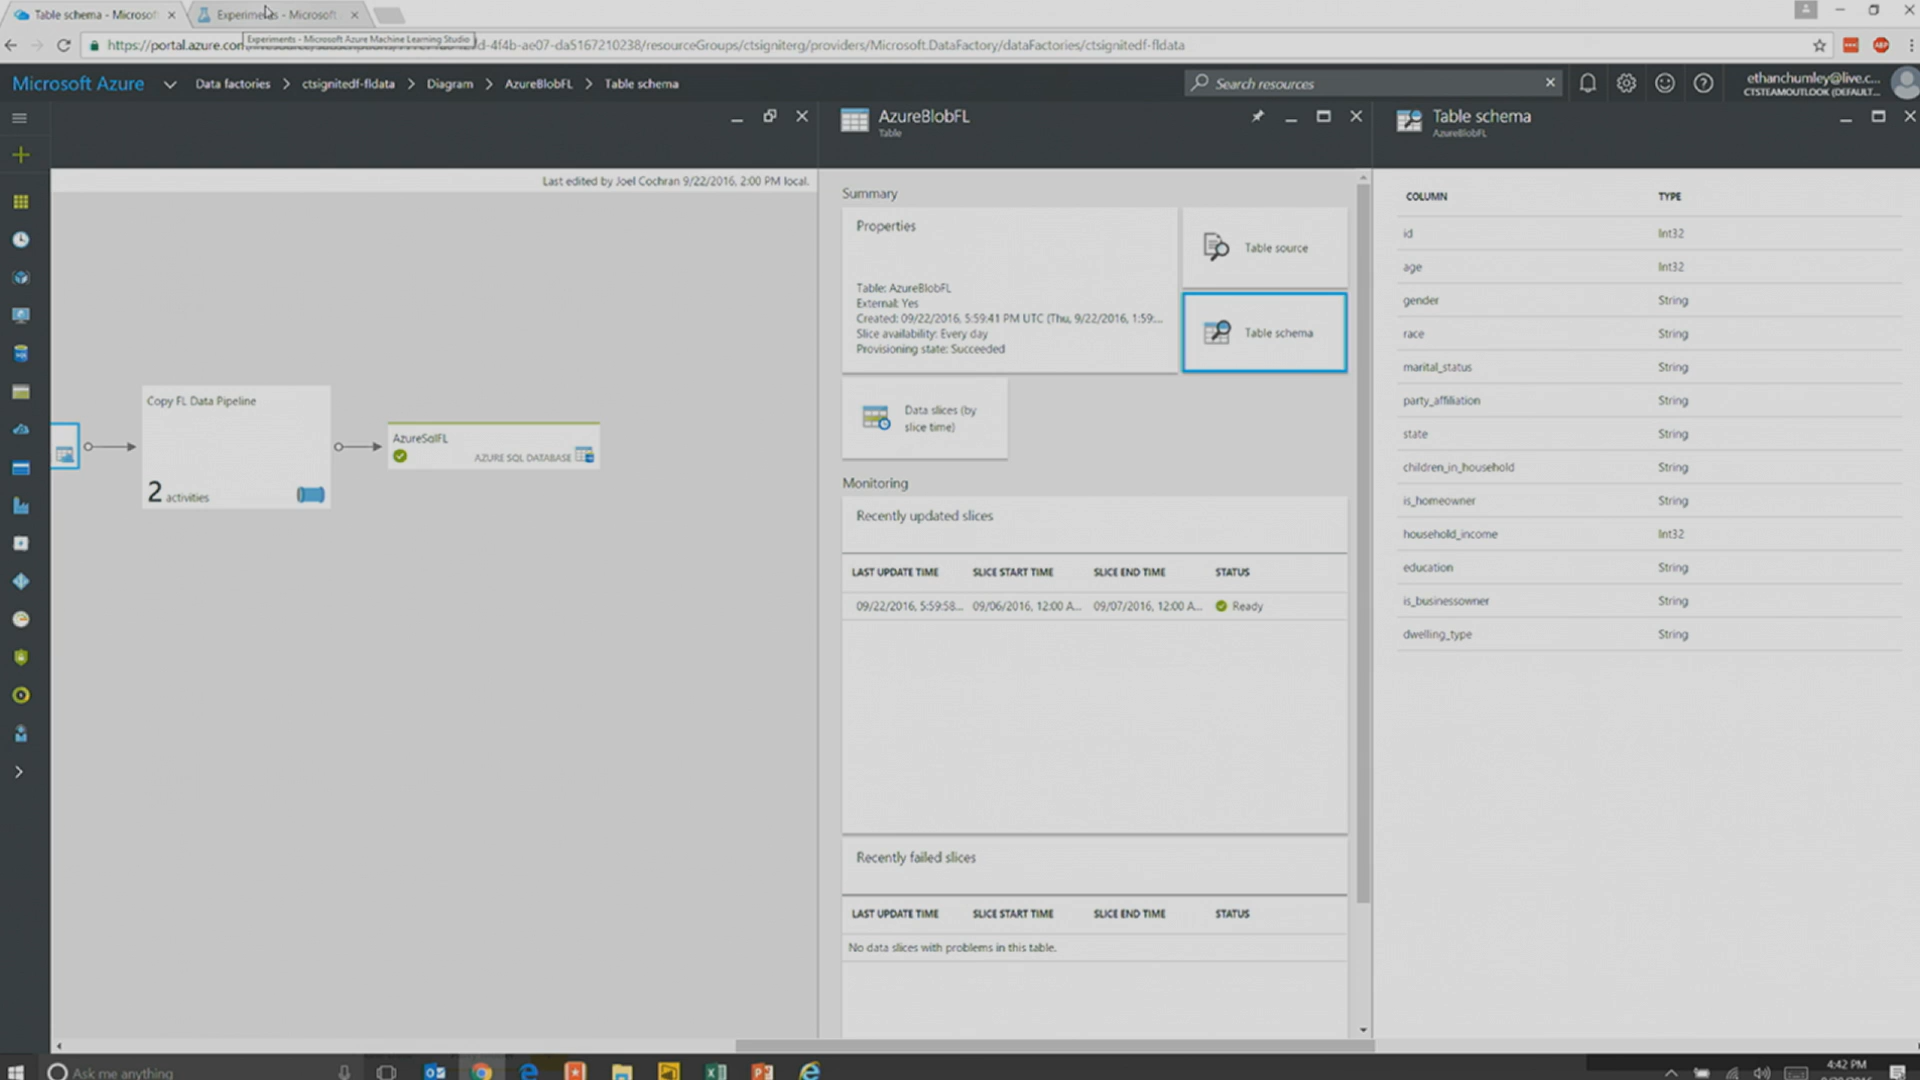 Table schema - Microsof
Experiments - Microsoft
Experiments - Microsoft Azure Machine Learning Studio
d-4f4b-ae07-da5167210238/resourceGroups/ctsigniterg/providers/Microsoft.DataFactory/dataFactories/ctsignitedf-fldata
https://portal.azure.com
Microsoft Azure
Data factories > ctsignitedf-fldata > Diagram > AzureBlobFL > Table schema
Search resources
ethanchumley@live.c...
CTSTEAMOUTLOOK (DEFAULT...
Last edited by Joel Cochran 9/22/2016, 2:00 PM local.
Copy FL Data Pipeline
2 activities
AzureSqlFL
AZURE SQL DATABASE
AzureBlobFL
Table
Summary
Properties
Table: AzureBlobFL
External: Yes
Created: 09/22/2016, 5:59:41 PM UTC (Thu, 9/22/2016, 1:59:...
Slice availability: Every day
Provisioning state: Succeeded
Table source
Table schema
Data slices (by
slice time)
Monitoring
Recently updated slices
LAST UPDATE TIME SLICE START TIME SLICE END TIME STATUS
09/22/2016, 5:59:58... 09/06/2016, 12:00 A... 09/07/2016, 12:00 A... Ready
Recently failed slices
LAST UPDATE TIME SLICE START TIME SLICE END TIME STATUS
No data slices with problems in this table.
Table schema
AzureBlobFL
COLUMN TYPE
id Int32
age Int32
gender String
race String
marital_status String
party_affiliation String
state String
children_in_household String
is_homeowner String
household_income Int32
education String
is_businessowner String
dwelling_type String
Ask me anything
4:42 PM